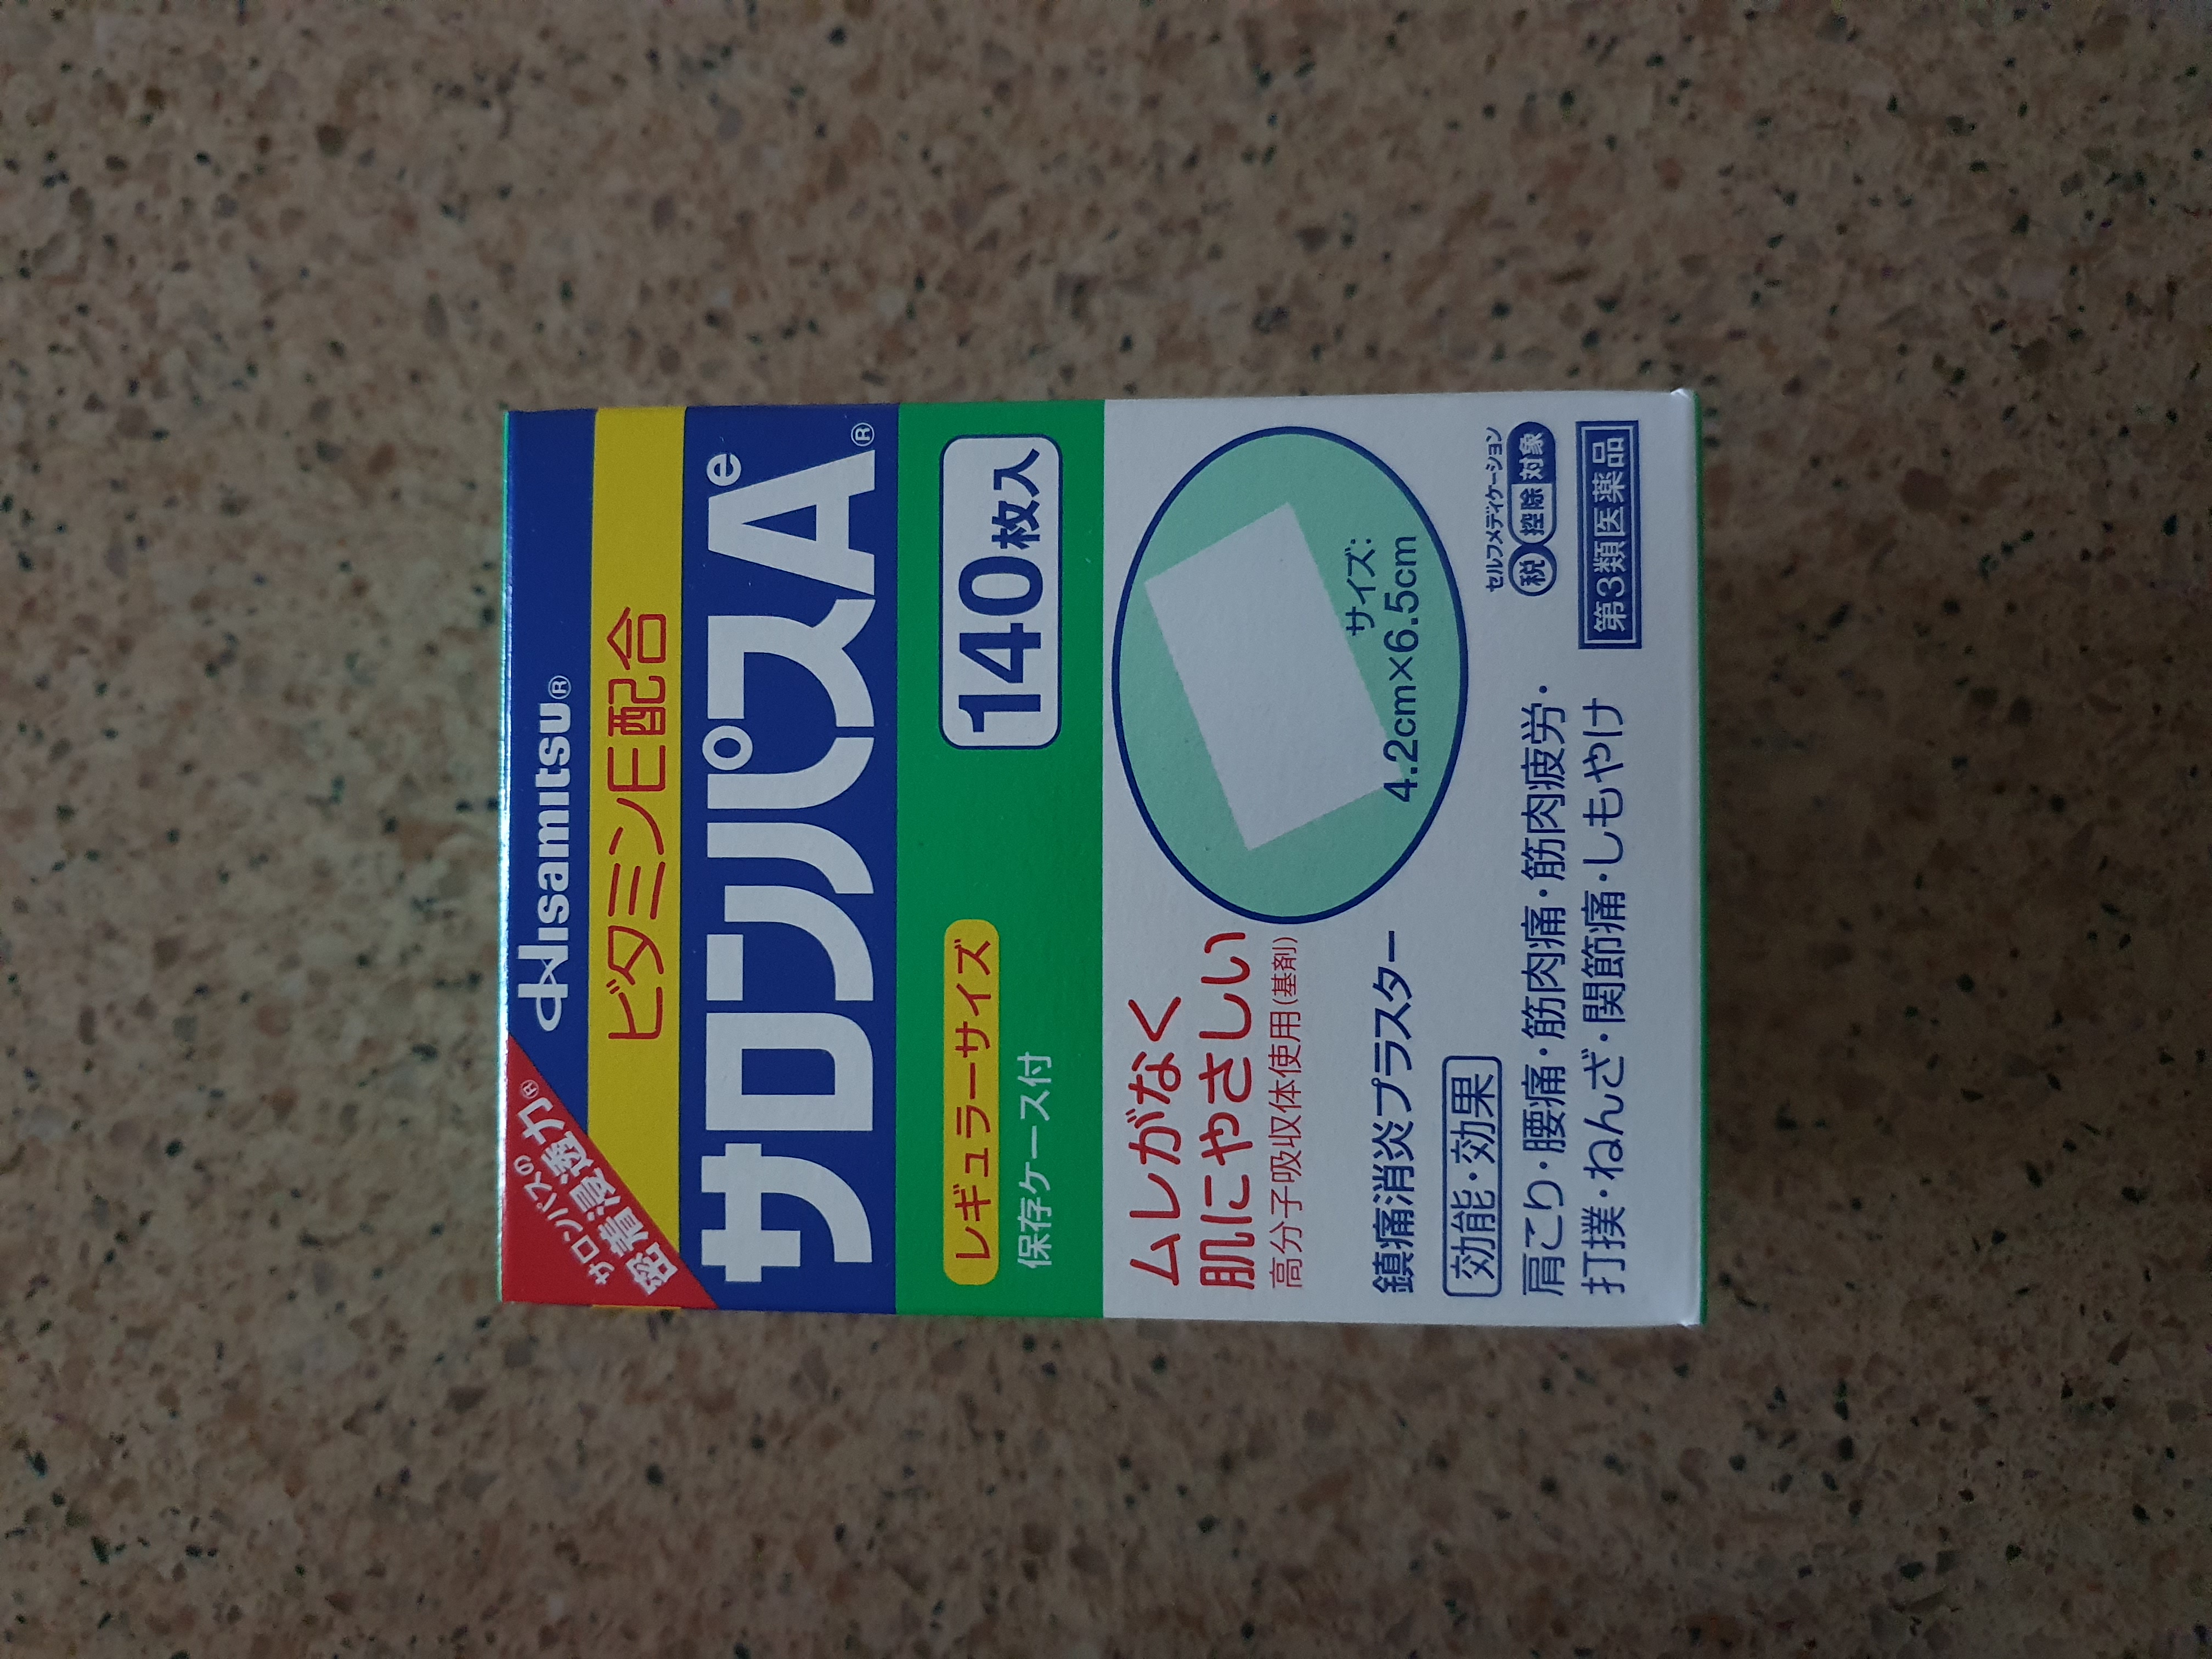 サロンパスの
密着浸透力®
Hisamitsu®
ビタミンE配合
サロンパスAe®
レギュラーサイズ
保存ケース付
140枚入
ムレがなく
肌にやさしい
高分子吸収体使用(基剤)
サイズ:
4.2cm×6.5cm
鎮痛消炎プラスター
効能・効果
肩こり・腰痛・筋肉痛・筋肉疲労・
打撲・ねんざ・関節痛・しもやけ
セルフメディケーション
税 控除 対象
第3類医薬品